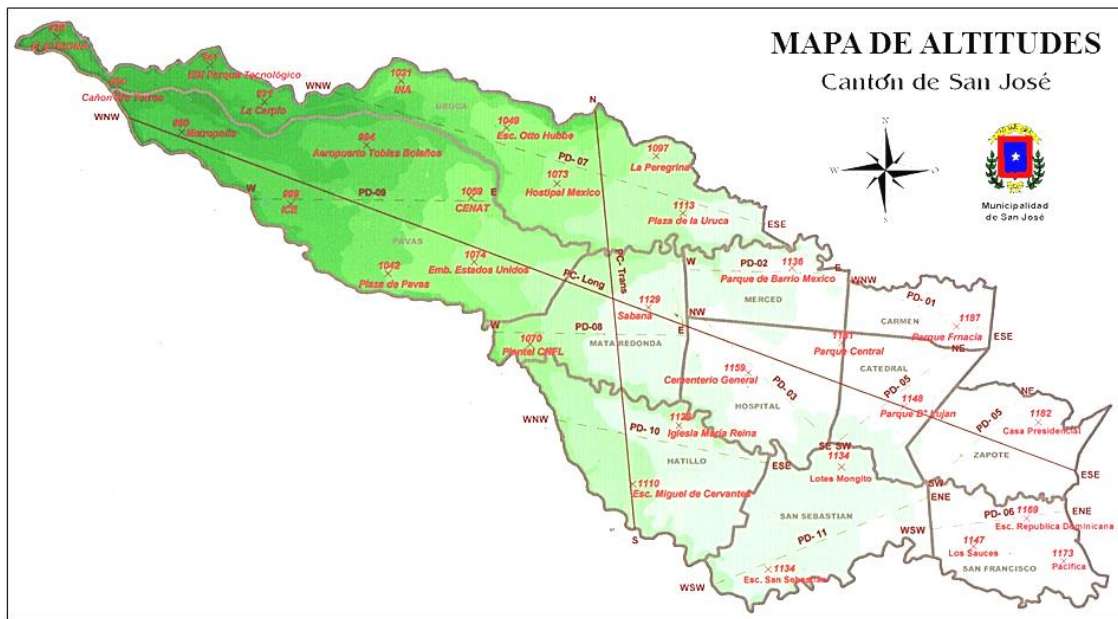 MAPA DE ALTITUDES
Cantón de San José
Municipalidad
de San José
N
S
E
W
WNW
1031
INA
URUCA
WNW
N
Parque Tecnológico
La Carpio
Cañon
WNW
Metropolis
1049
Esc. Otto Hubbe
PD-07
1097
La Peregrina
Aeropuerto Tobias Bolaños
1073
Hostipal Mexico
W
PD-09
1059
CENAT
E
ICE
1113
Plaza de la Uruca
ESE
PAVAS
1074
Emb. Estados Unidos
1042
Plaza de Pavas
PC-Long
PC-Trans
W
PD-02
1136
E
Parque de Barrio Mexico
MERCED
WNW
PD-01
CARMEN
1187
Parque Frnacia
ESE
NE
1129
Sabana
NW
E
W
PD-08
MATA REDONDA
1070
Plantel CNFL
Parque Central
CATEDRAL
1159
Cementerio General
PD-03
HOSPITAL
PD-05
1148
Parque
Lujan
NE
PD-05
1182
Casa Presidencial
ZAPOTE
ESE
WNW
PD-10
Iglesia Maria Reina
HATILLO
ESE
SE SW
1134
Lotes Mongito
1110
Esc. Miguel de Cervantes
S
SAN SEBASTIAN
SW
ENE
PD-06
ENE
1169
Esc. Republica Dominicana
WSW
PD-11
1147
Los Sauces
1173
Pacifica
SAN FRANCISCO
WSW
1134
Esc. San Sebastian